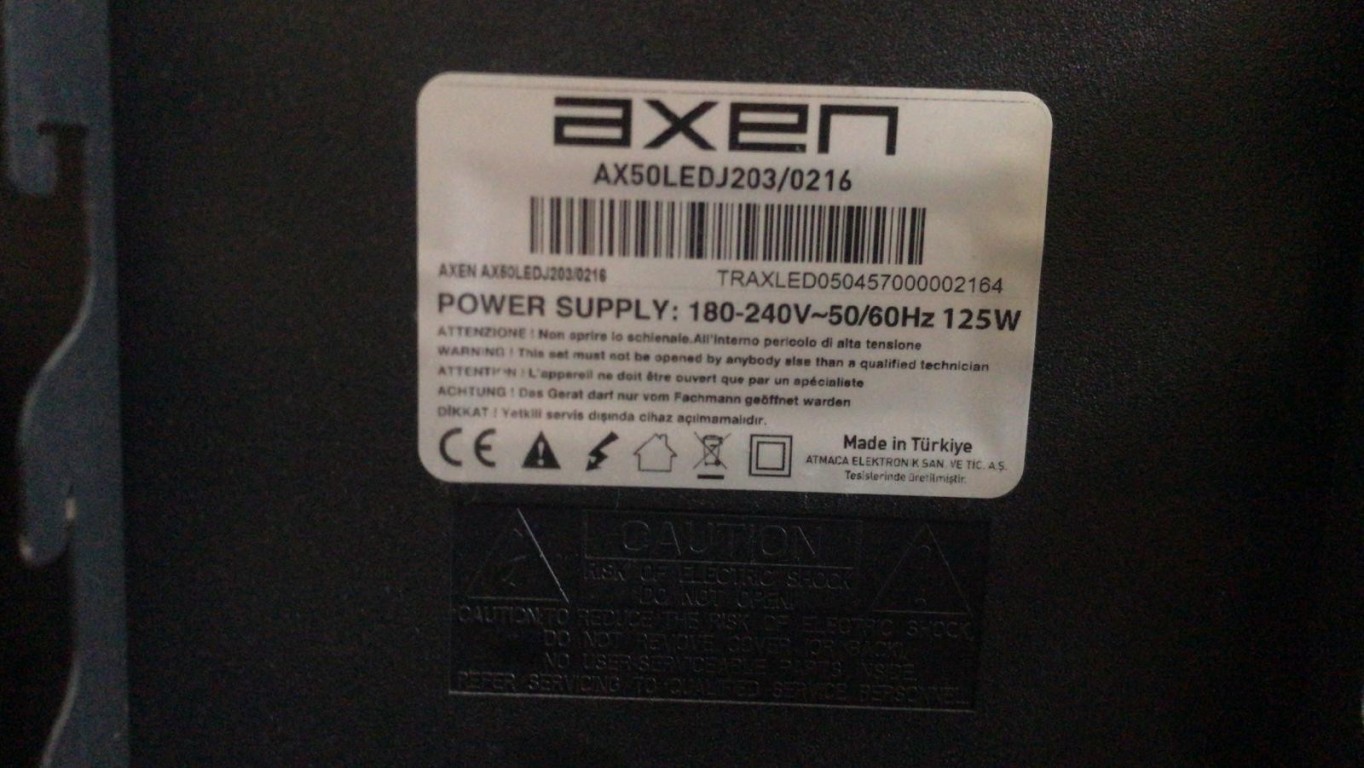 axen
AX50LEDJ203/0216
AXEN AX50LEDJ203/0216
TRAXLED050457000002164
POWER SUPPLY: 180-240V~50/60Hz 125W
ATTENZIONE ! Non sprire lo schienale.All'interno pericolo di alta tensione
WARNING ! This set must not be opened by anybody else than a qualified technician
ATTENTION ! L'appareil ne doit être ouvert que par un spécialiste
ACHTUNG ! Das Gerat darf nur vom Fachmann geöffnet warden
DİKKAT ! Yetkili servis dışında cihaz açılmamalıdır.
CE
Made in Türkiye
ATMACA ELEKTRONİK SAN. VE TİC. A.Ş.
Tesislerinde üretilmiştir.
CAUTION
RISK OF ELECTRIC SHOCK
DO NOT OPEN.
CAUTION:TO REDUCE THE RISK OF ELECTRIC SHOCK,
DO NOT REMOVE COVER (OR BACK).
NO USER-SERVICEABLE PARTS INSIDE.
REFER SERVICING TO QUALIFIED SERVICE PERSONNEL.